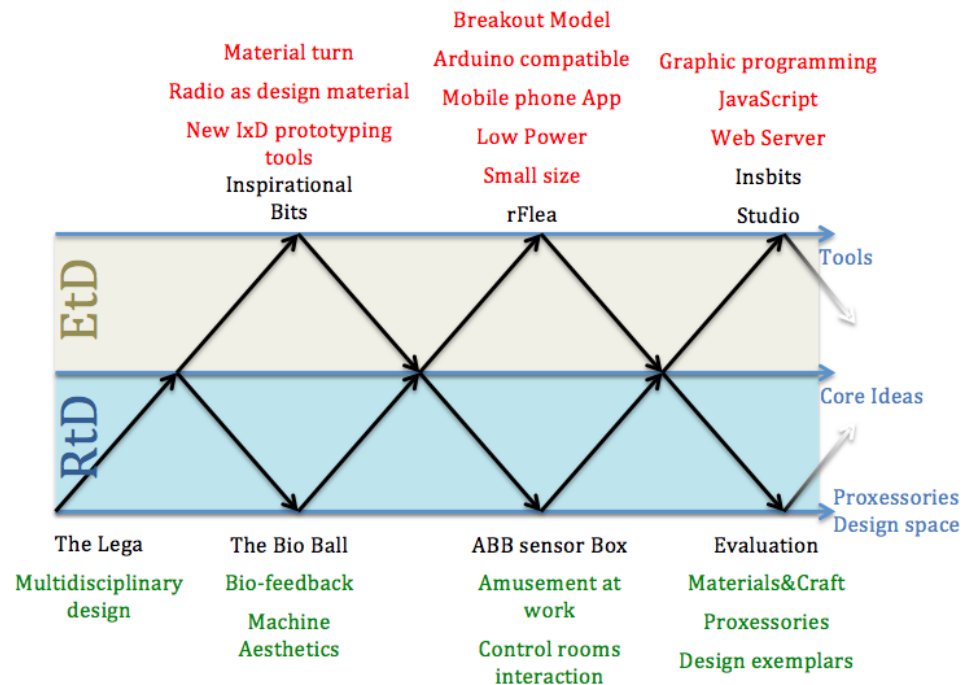 Material turn
Radio as design material
New IxD prototyping
tools
Inspirational
Bits
Breakout Model
Arduino compatible
Mobile phone App
Low Power
Small size
rFlea
Graphic programming
JavaScript
Web Server
Insbits
Studio
EtD
Tools
RtD
Core Ideas
Proxessories
Design space
The Lega
Multidisciplinary
design
The Bio Ball
Bio-feedback
Machine
Aesthetics
ABB sensor Box
Amusement at
work
Control rooms
interaction
Evaluation
Materials&Craft
Proxessories
Design exemplars